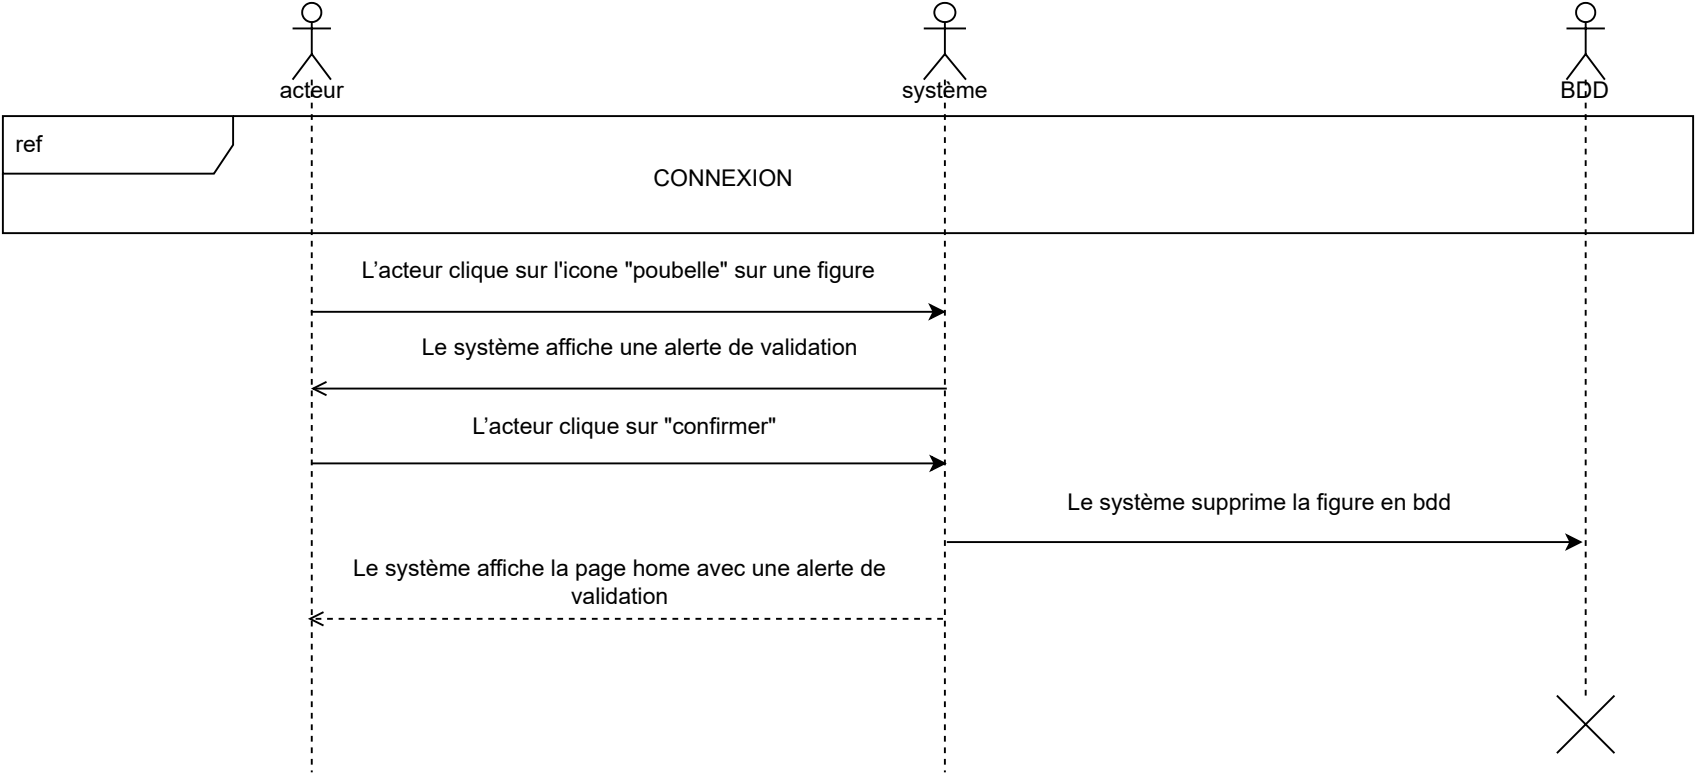 acteur
système
BDD
ref
CONNEXION
L’acteur clique sur l'icone "poubelle" sur une figure
Le système affiche une alerte de validation
L’acteur clique sur "confirmer"
Le système supprime la figure en bdd
Le système affiche la page home avec une alerte de
validation